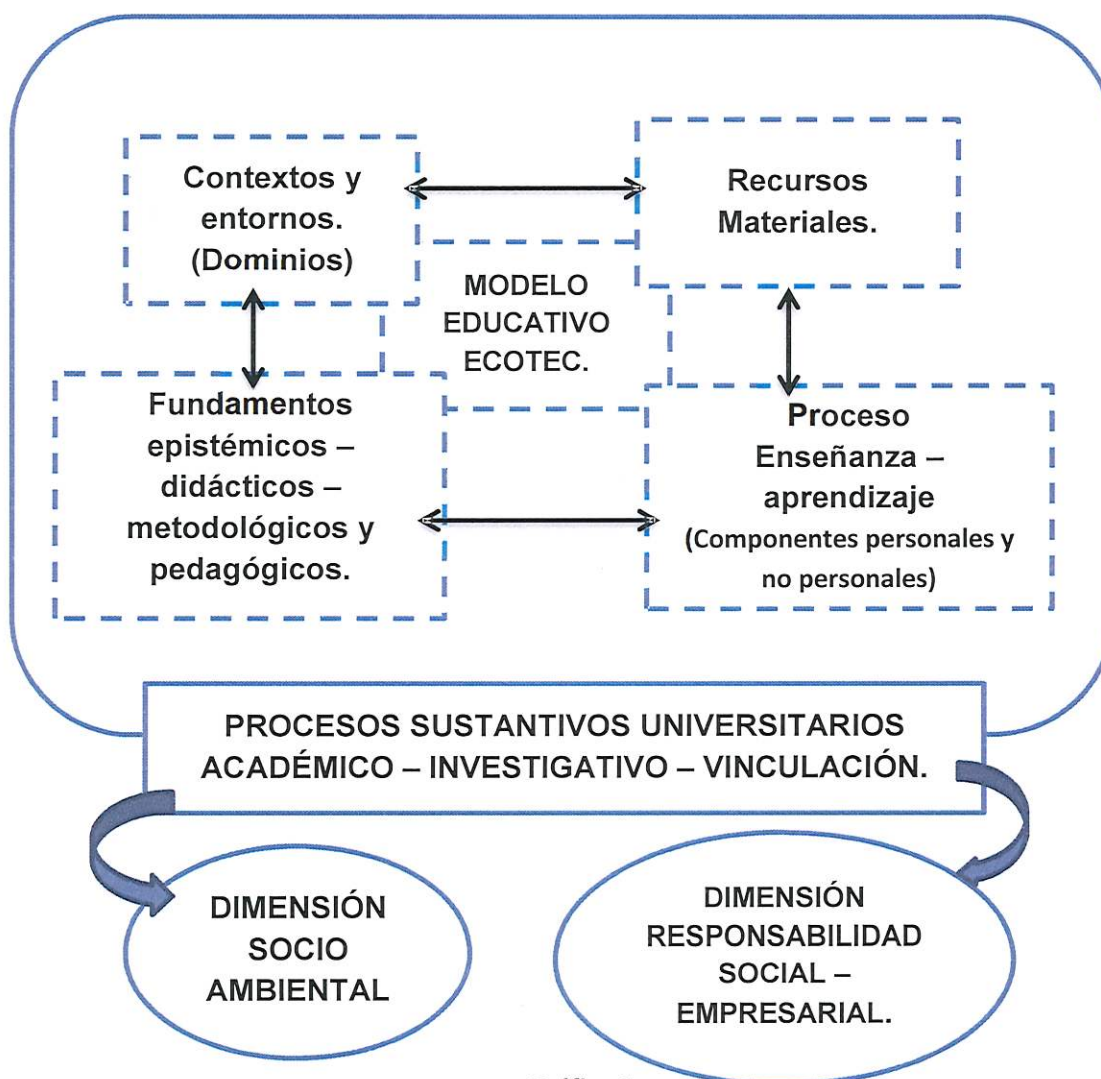 Contextos y
entornos.
(Dominios)
Recursos
Materiales.
MODELO
EDUCATIVO
ECOTEC.
Fundamentos
epistémicos –
didácticos –
metodológicos y
pedagógicos.
Proceso
Enseñanza –
aprendizaje
(Componentes personales y
no personales)
PROCESOS SUSTANTIVOS UNIVERSITARIOS
ACADÉMICO – INVESTIGATIVO – VINCULACIÓN.
DIMENSIÓN
SOCIO
AMBIENTAL
DIMENSIÓN
RESPONSABILIDAD
SOCIAL –
EMPRESARIAL.